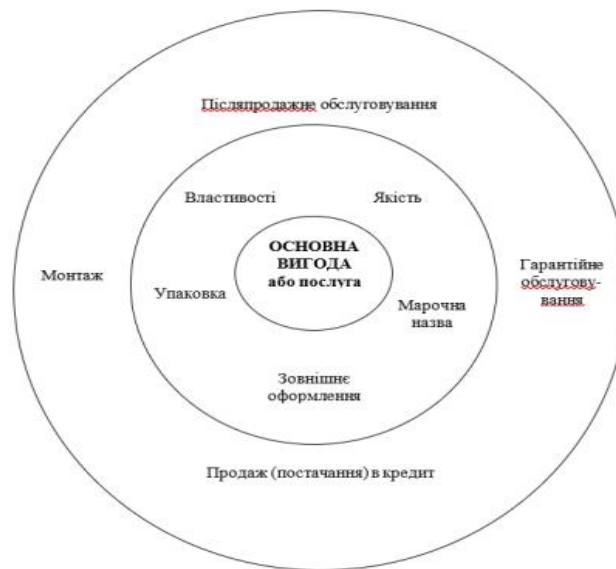 Післяпродажне обслуговування
Властивості
Якість
ОСНОВНА
ВИГОДА
або послуга
Монтаж
Упаковка
Марочна
назва
Гарантійне
обслугову-
вання
Зовнішнє
оформлення
Продаж (постачання) в кредит